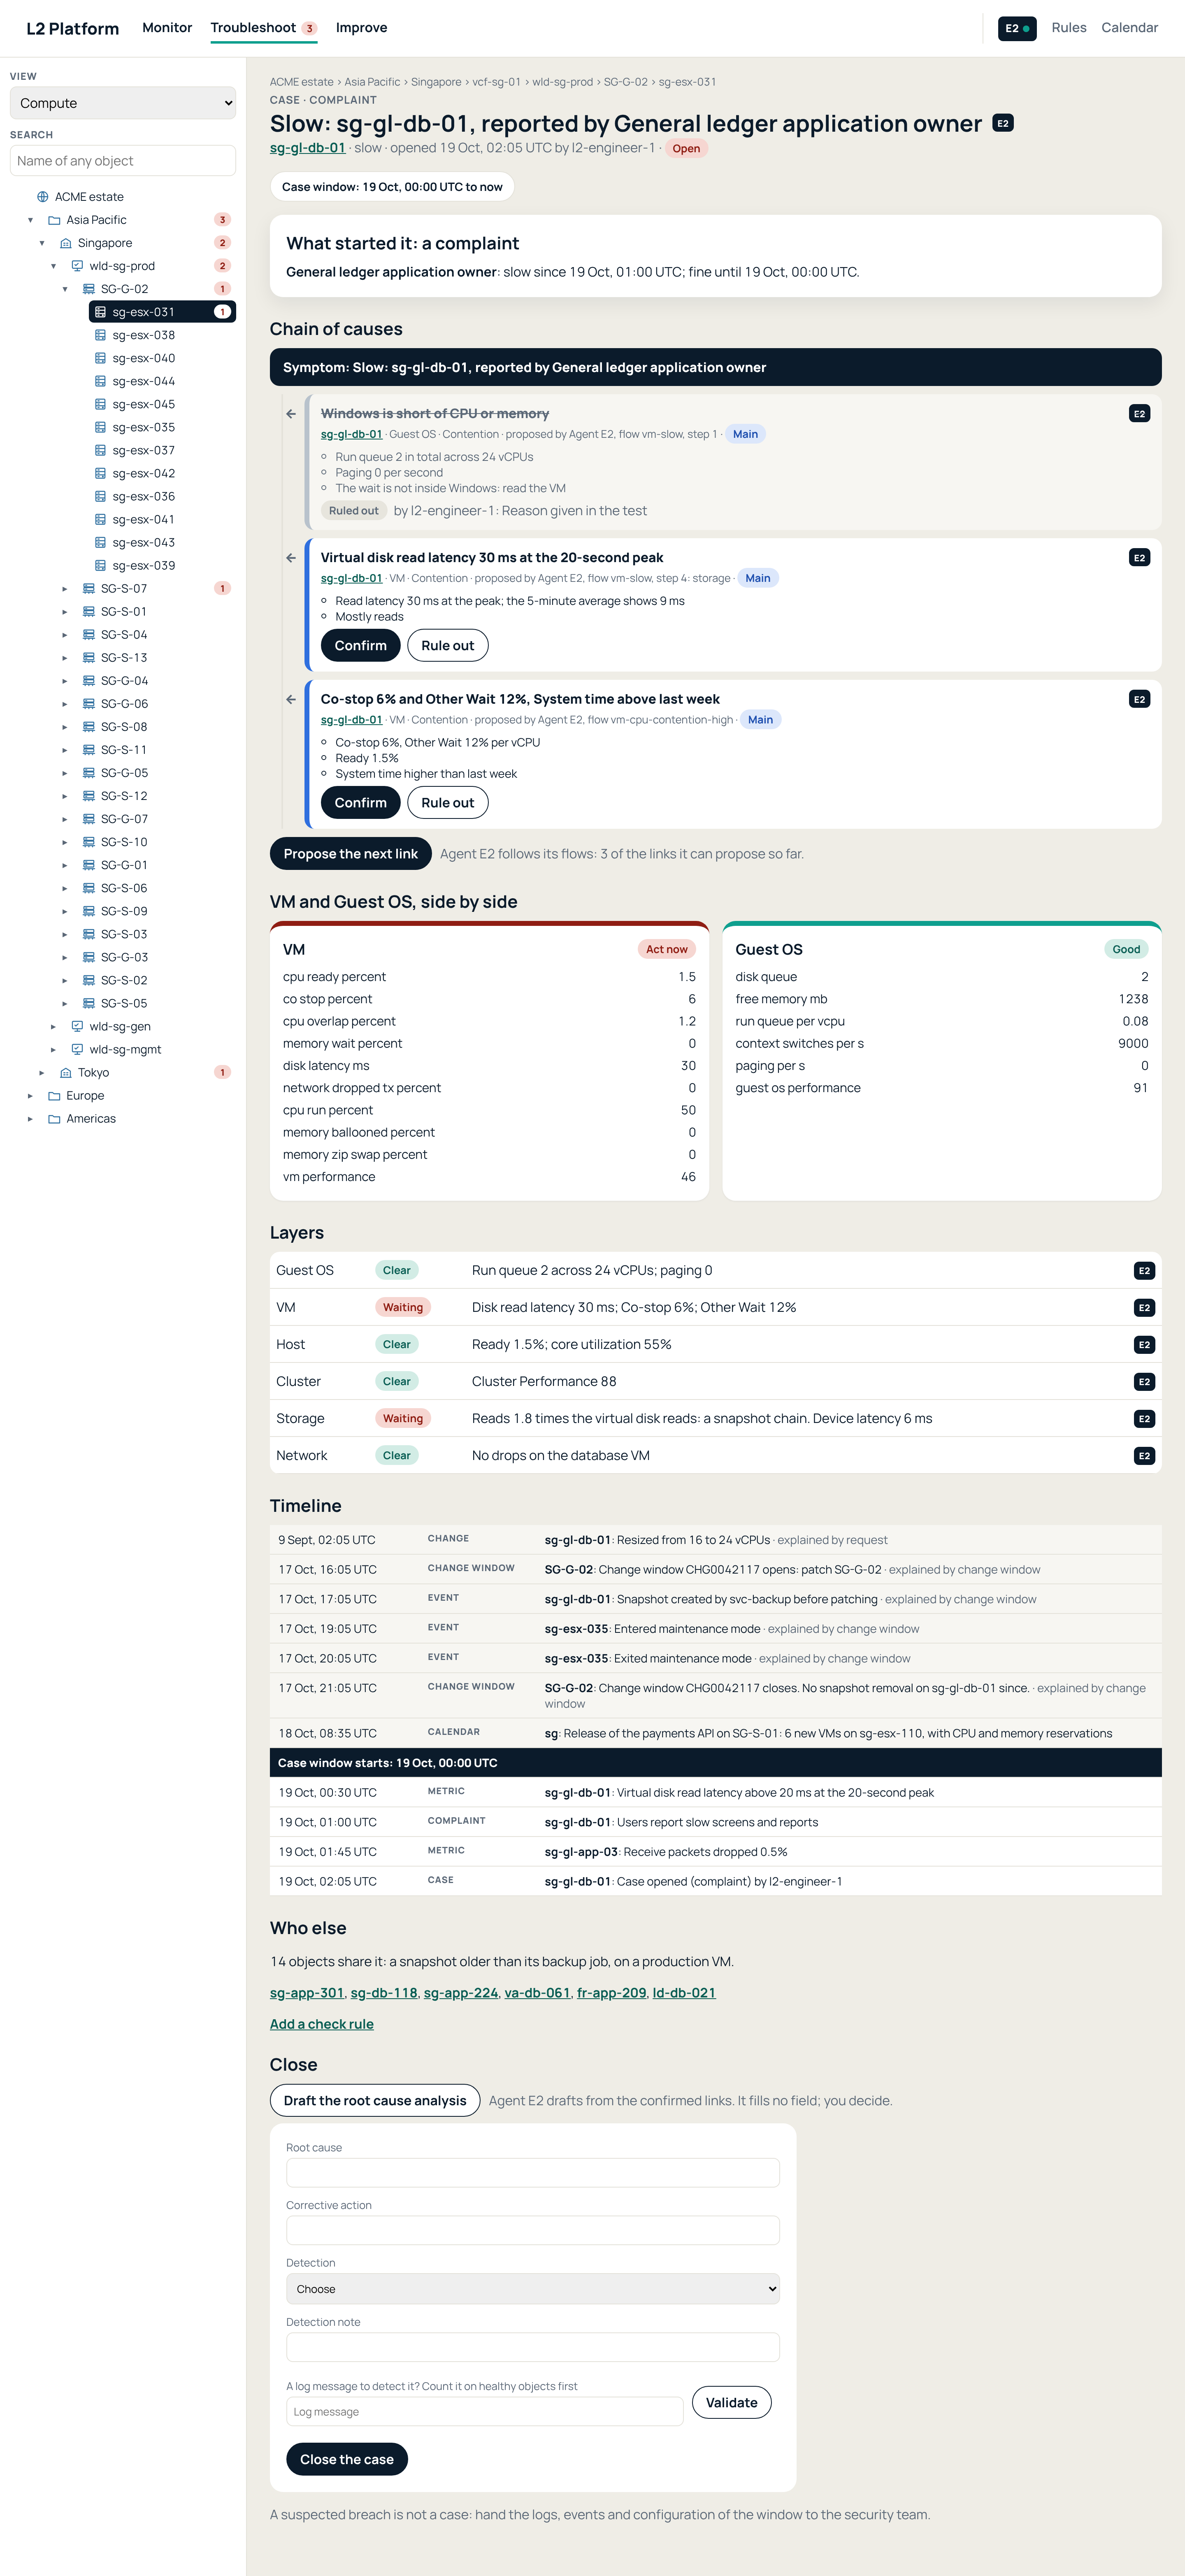 L2 Platform
Monitor
Troubleshoot 3
Improve
E2
Rules
Calendar
VIEW
Compute
SEARCH
Name of any object
ACME estate
Asia Pacific 3
Singapore 2
wld-sg-prod 2
SG-G-02 1
sg-esx-031 1
sg-esx-038
sg-esx-040
sg-esx-044
sg-esx-045
sg-esx-035
sg-esx-037
sg-esx-042
sg-esx-036
sg-esx-041
sg-esx-043
sg-esx-039
SG-S-07 1
SG-S-01
SG-S-04
SG-S-13
SG-G-04
SG-G-06
SG-S-08
SG-S-11
SG-G-05
SG-S-12
SG-G-07
SG-S-10
SG-G-01
SG-S-06
SG-S-09
SG-S-03
SG-G-03
SG-S-02
SG-S-05
wld-sg-gen
wld-sg-mgmt
Tokyo 1
Europe
Americas
ACME estate › Asia Pacific › Singapore › vcf-sg-01 › wld-sg-prod › SG-G-02 › sg-esx-031
CASE · COMPLAINT
Slow: sg-gl-db-01, reported by General ledger application owner E2
sg-gl-db-01 · slow · opened 19 Oct, 02:05 UTC by l2-engineer-1 · Open
Case window: 19 Oct, 00:00 UTC to now
What started it: a complaint
General ledger application owner: slow since 19 Oct, 01:00 UTC; fine until 19 Oct, 00:00 UTC.
Chain of causes
Symptom: Slow: sg-gl-db-01, reported by General ledger application owner
← Windows is short of CPU or memory E2
sg-gl-db-01 · Guest OS · Contention · proposed by Agent E2, flow vm-slow, step 1 · Main
Run queue 2 in total across 24 vCPUs
Paging 0 per second
The wait is not inside Windows: read the VM
Ruled out by l2-engineer-1: Reason given in the test
← Virtual disk read latency 30 ms at the 20-second peak E2
sg-gl-db-01 · VM · Contention · proposed by Agent E2, flow vm-slow, step 4: storage · Main
Read latency 30 ms at the peak; the 5-minute average shows 9 ms
Mostly reads
Confirm Rule out
← Co-stop 6% and Other Wait 12%, System time above last week E2
sg-gl-db-01 · VM · Contention · proposed by Agent E2, flow vm-cpu-contention-high · Main
Co-stop 6%, Other Wait 12% per vCPU
Ready 1.5%
System time higher than last week
Confirm Rule out
Propose the next link Agent E2 follows its flows: 3 of the links it can propose so far.
VM and Guest OS, side by side
VM Act now
cpu ready percent 1.5
co stop percent 6
cpu overlap percent 1.2
memory wait percent 0
disk latency ms 30
network dropped tx percent 0
cpu run percent 50
memory ballooned percent 0
memory zip swap percent 0
vm performance 46
Guest OS Good
disk queue 2
free memory mb 1238
run queue per vcpu 0.08
context switches per s 9000
paging per s 0
guest os performance 91
Layers
Guest OS Clear Run queue 2 across 24 vCPUs; paging 0 E2
VM Waiting Disk read latency 30 ms; Co-stop 6%; Other Wait 12% E2
Host Clear Ready 1.5%; core utilization 55% E2
Cluster Clear Cluster Performance 88 E2
Storage Waiting Reads 1.8 times the virtual disk reads: a snapshot chain. Device latency 6 ms E2
Network Clear No drops on the database VM E2
Timeline
9 Sept, 02:05 UTC CHANGE sg-gl-db-01: Resized from 16 to 24 vCPUs · explained by request
17 Oct, 16:05 UTC CHANGE WINDOW SG-G-02: Change window CHG0042117 opens: patch SG-G-02 · explained by change window
17 Oct, 17:05 UTC EVENT sg-gl-db-01: Snapshot created by svc-backup before patching · explained by change window
17 Oct, 19:05 UTC EVENT sg-esx-035: Entered maintenance mode · explained by change window
17 Oct, 20:05 UTC EVENT sg-esx-035: Exited maintenance mode · explained by change window
17 Oct, 21:05 UTC CHANGE WINDOW SG-G-02: Change window CHG0042117 closes. No snapshot removal on sg-gl-db-01 since. · explained by change
window
18 Oct, 08:35 UTC CALENDAR sg: Release of the payments API on SG-S-01: 6 new VMs on sg-esx-110, with CPU and memory reservations
Case window starts: 19 Oct, 00:00 UTC
19 Oct, 00:30 UTC METRIC sg-gl-db-01: Virtual disk read latency above 20 ms at the 20-second peak
19 Oct, 01:00 UTC COMPLAINT sg-gl-db-01: Users report slow screens and reports
19 Oct, 01:45 UTC METRIC sg-gl-app-03: Receive packets dropped 0.5%
19 Oct, 02:05 UTC CASE sg-gl-db-01: Case opened (complaint) by l2-engineer-1
Who else
14 objects share it: a snapshot older than its backup job, on a production VM.
sg-app-301, sg-db-118, sg-app-224, va-db-061, fr-app-209, ld-db-021
Add a check rule
Close
Draft the root cause analysis Agent E2 drafts from the confirmed links. It fills no field; you decide.
Root cause
Corrective action
Detection
Choose
Detection note
A log message to detect it? Count it on healthy objects first
Log message
Validate
Close the case
A suspected breach is not a case: hand the logs, events and configuration of the window to the security team.